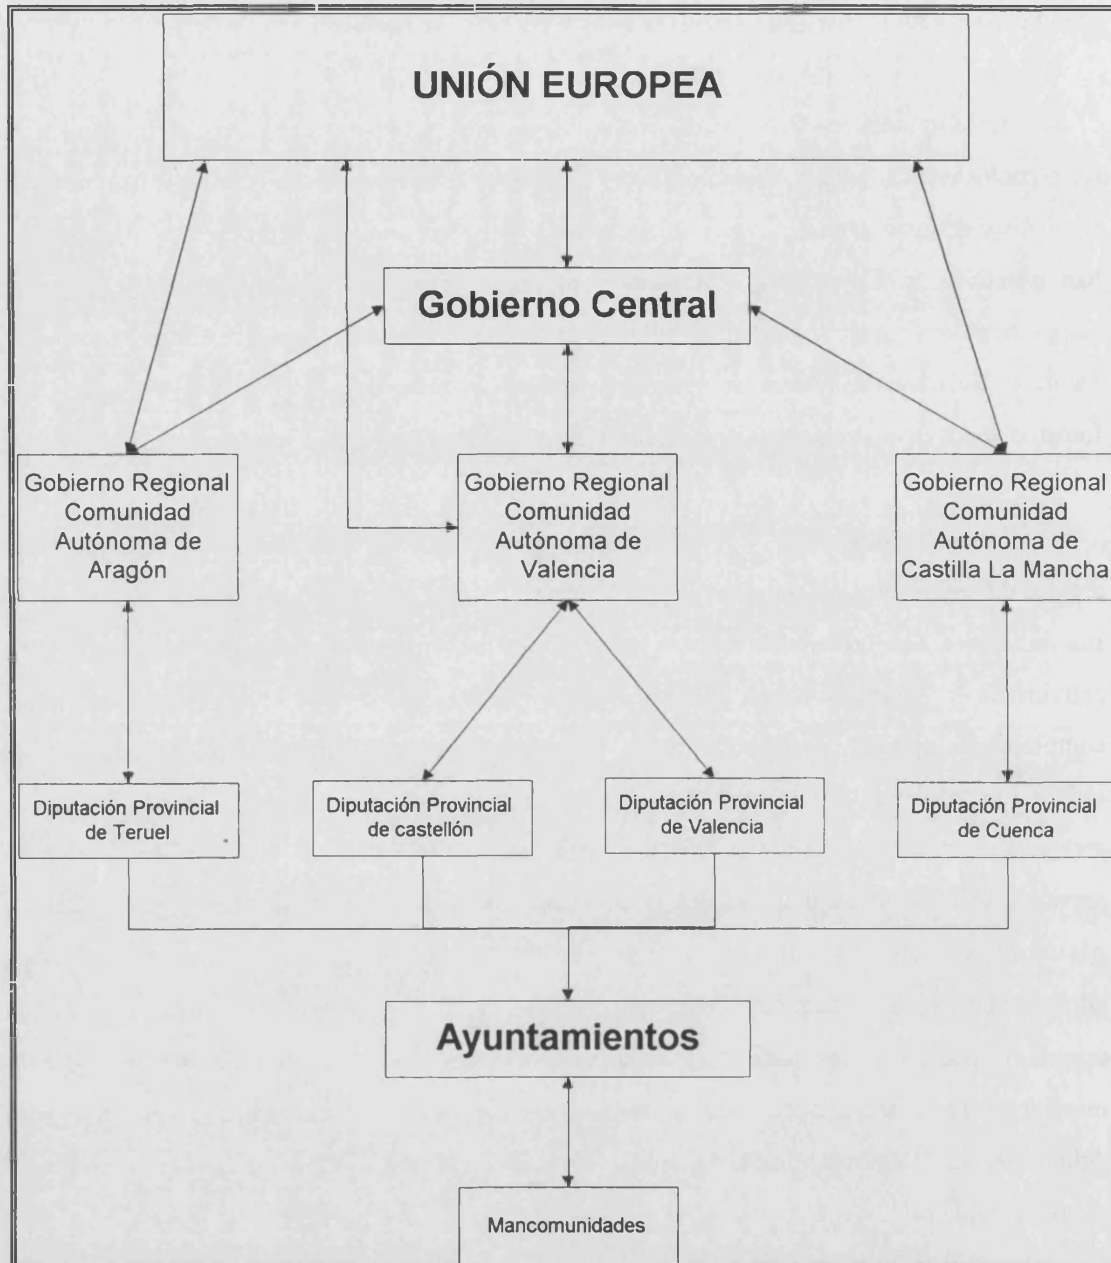 UNIÓN EUROPEA
Gobierno Central
Gobierno Regional
Comunidad
Autónoma de
Aragón
Gobierno Regional
Comunidad
Autónoma de
Valencia
Gobierno Regional
Comunidad
Autónoma de
Castilla La Mancha
Diputación Provincial
de Teruel
Diputación Provincial
de castellón
Diputación Provincial
de Valencia
Diputación Provincial
de Cuenca
Ayuntamientos
Mancomunidades